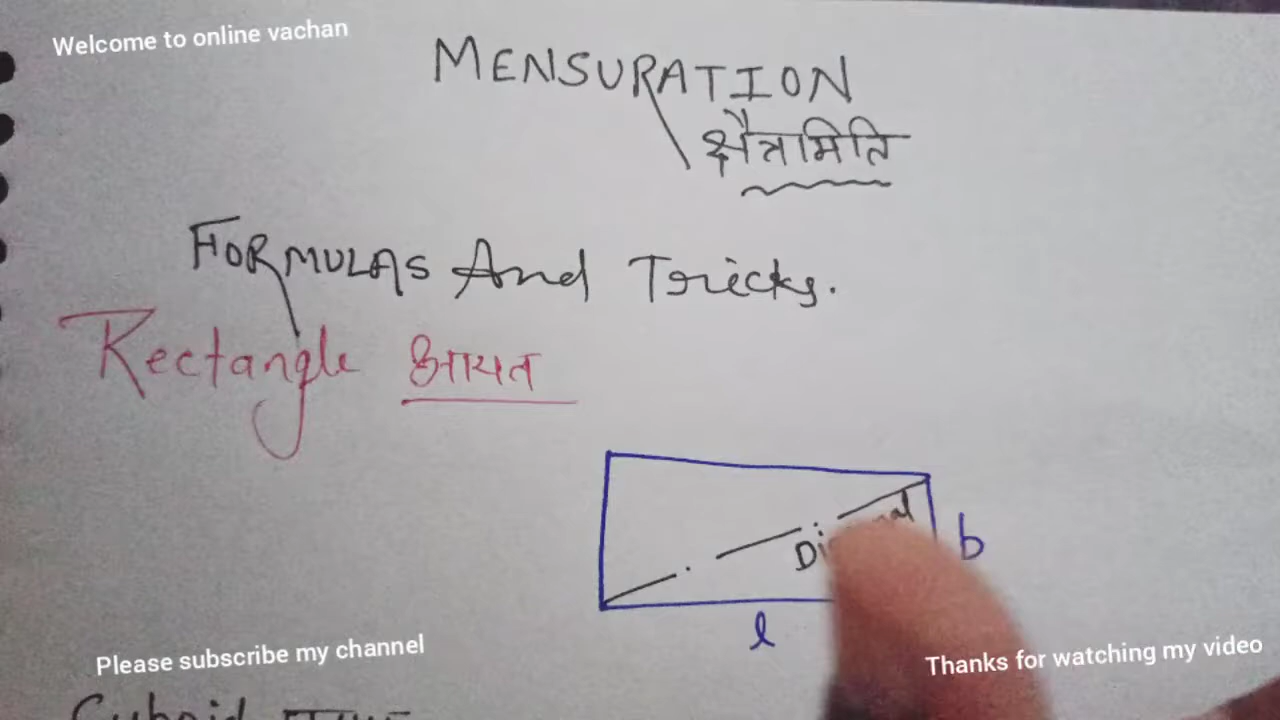 Welcome to online vachan
MENSURATION
क्षैत्रामिति
FORMULAS And Tricks.
Rectangle आयत
b
l
Please subscribe my channel
Thanks for watching my video
Cuboid